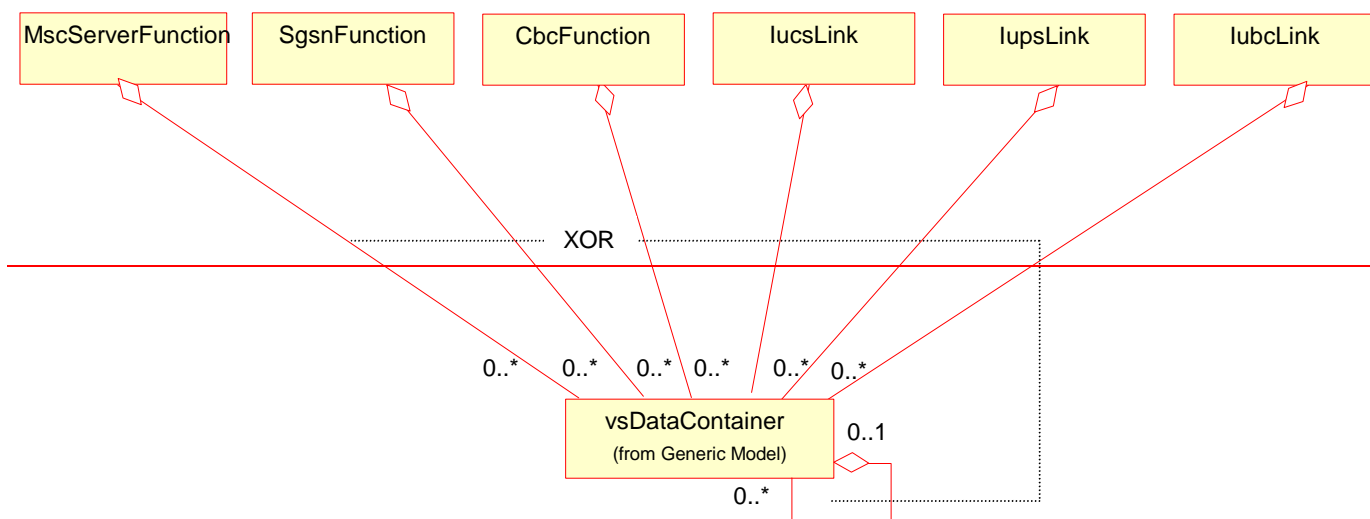 MscServerFunction
SgsnFunction
CbcFunction
IucsLink
IupsLink
IubcLink
XOR
0..*
0..*
0..*
0..*
0..*
0..*
vsDataContainer
(from Generic Model)
0..1
0..*